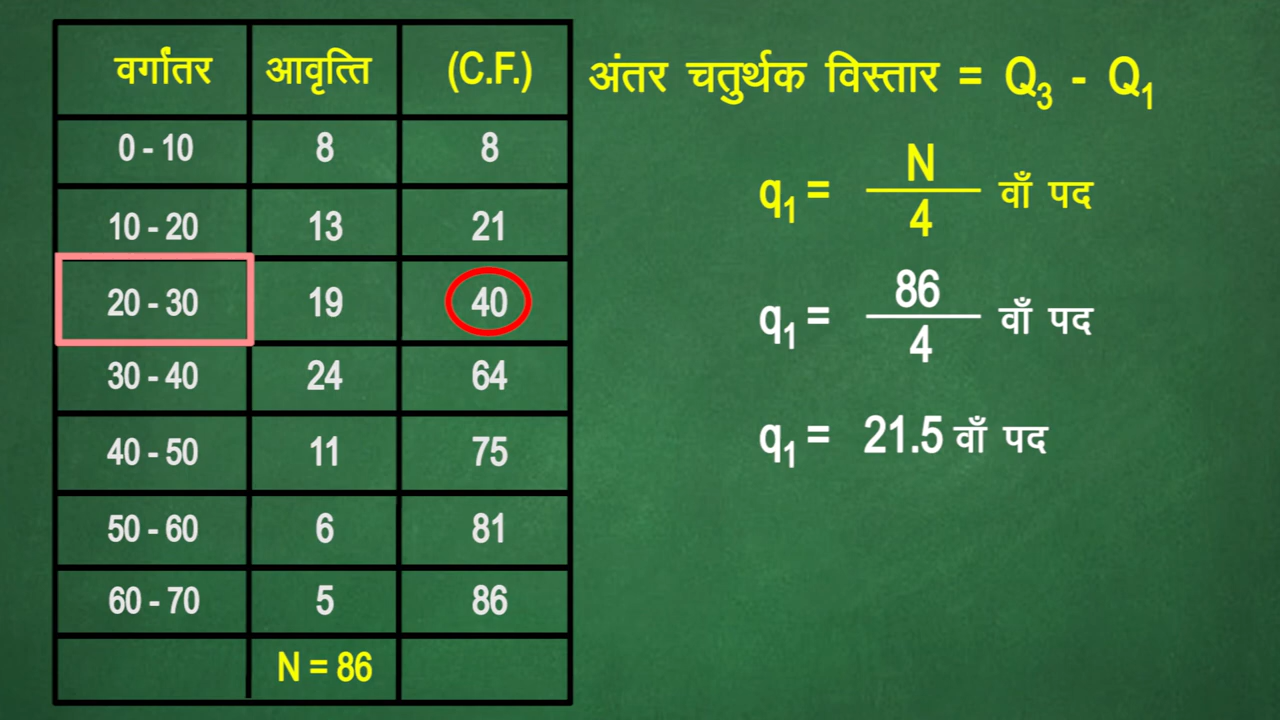 वर्गांतर आवृत्ति (C.F.)
0 - 10 8 8
10 - 20 13 21
20 - 30 19 40
30 - 40 24 64
40 - 50 11 75
50 - 60 6 81
60 - 70 5 86
N = 86
अंतर चतुर्थक विस्तार = Q₃ - Q₁
q₁ = N/4 वाँ पद
q₁ = 86/4 वाँ पद
q₁ = 21.5 वाँ पद